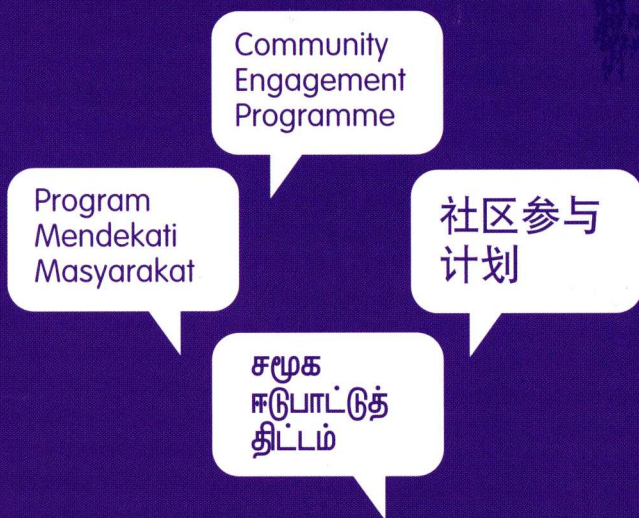 Community
Engagement
Programme
Program
Mendekati
Masyarakat
社区参与
计划
சமூக
ஈடுபாட்டுத்
திட்டம்